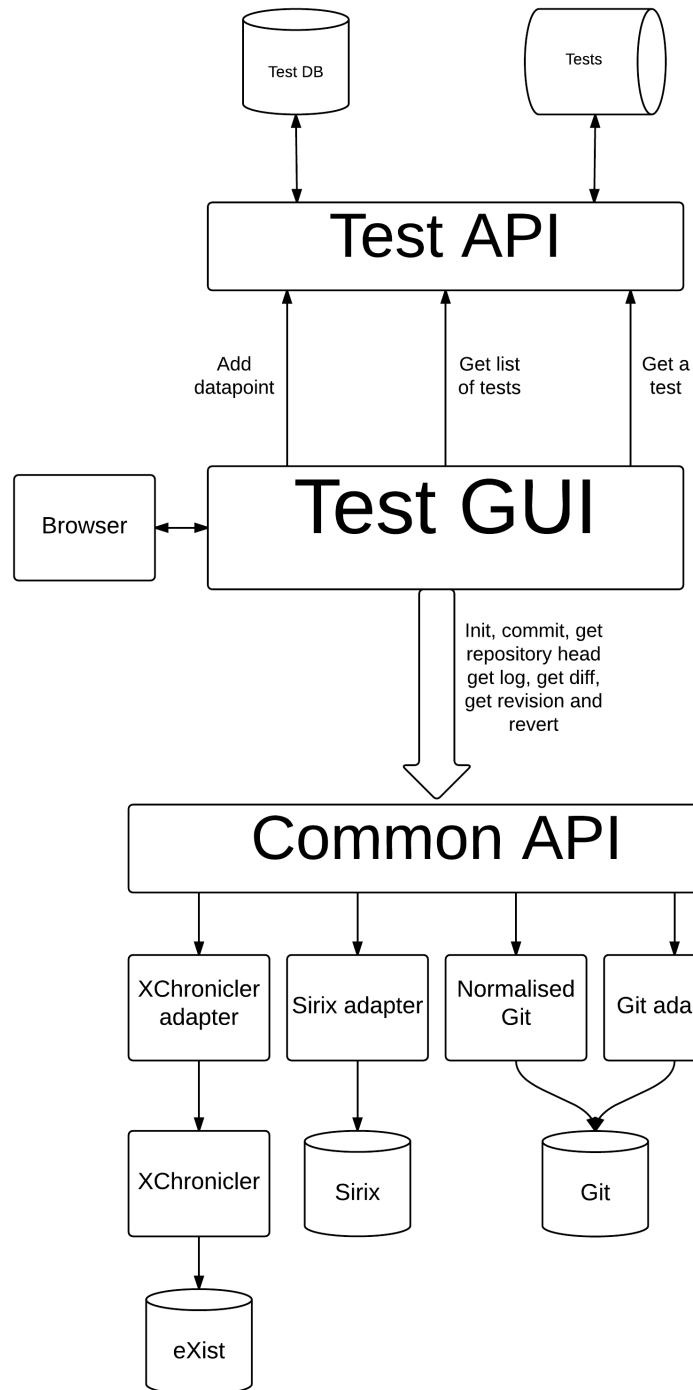 Test DB
Tests
Test API
Add
datapoint
Get list
of tests
Get a
test
Test GUI
Browser
Init, commit, get
repository head
get log, get diff,
get revision and
revert
Common API
XChronicler
adapter
Sirix adapter
Normalised
Git
Git ada
XChronicler
Sirix
Git
eXist